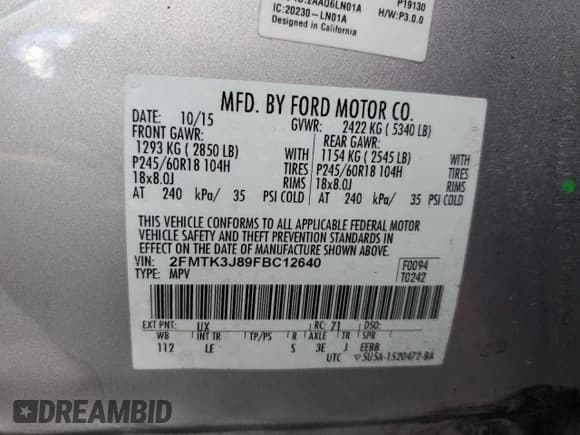 IC:20230-LN01A
Designed in California
P19130
H/W:P3.0.0
MFD. BY FORD MOTOR CO.
DATE: 10/15 GVWR: 2422 KG ( 5340 LB)
FRONT GAWR: REAR GAWR:
1293 KG ( 2850 LB) WITH 1154 KG ( 2545 LB) WITH
P245/60R18 104H TIRES P245/60R18 104H TIRES
18x8.0J RIMS 18x8.0J RIMS
AT 240 kPa/ 35 PSI COLD AT 240 kPa/ 35 PSI COLD
THIS VEHICLE CONFORMS TO ALL APPLICABLE FEDERAL MOTOR
VEHICLE SAFETY AND THEFT PREVENTION STANDARDS IN
EFFECT ON THE DATE OF MANUFACTURE SHOWN ABOVE.
VIN: 2FMTK3J89FBC12640 F0094
TYPE: MPV T0242
EXT PNT: UX RC: 71 DSO:
WB INT TR TP/PS R AXLE TR SPR
112 LE S 3E J EEBB
UTC 5USA-1520472-BA
DREAMBID